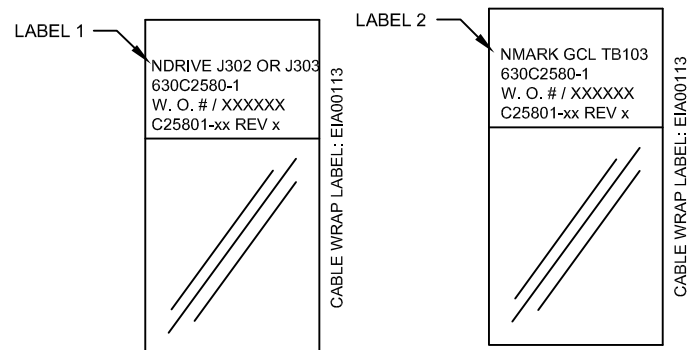 LABEL 1
NDRIVE J302 OR J303
630C2580-1
W. O. # / XXXXXX
C25801-xx REV x
CABLE WRAP LABEL: EIA00113
LABEL 2
NMARK GCL TB103
630C2580-1
W. O. # / XXXXXX
C25801-xx REV x
CABLE WRAP LABEL: EIA00113